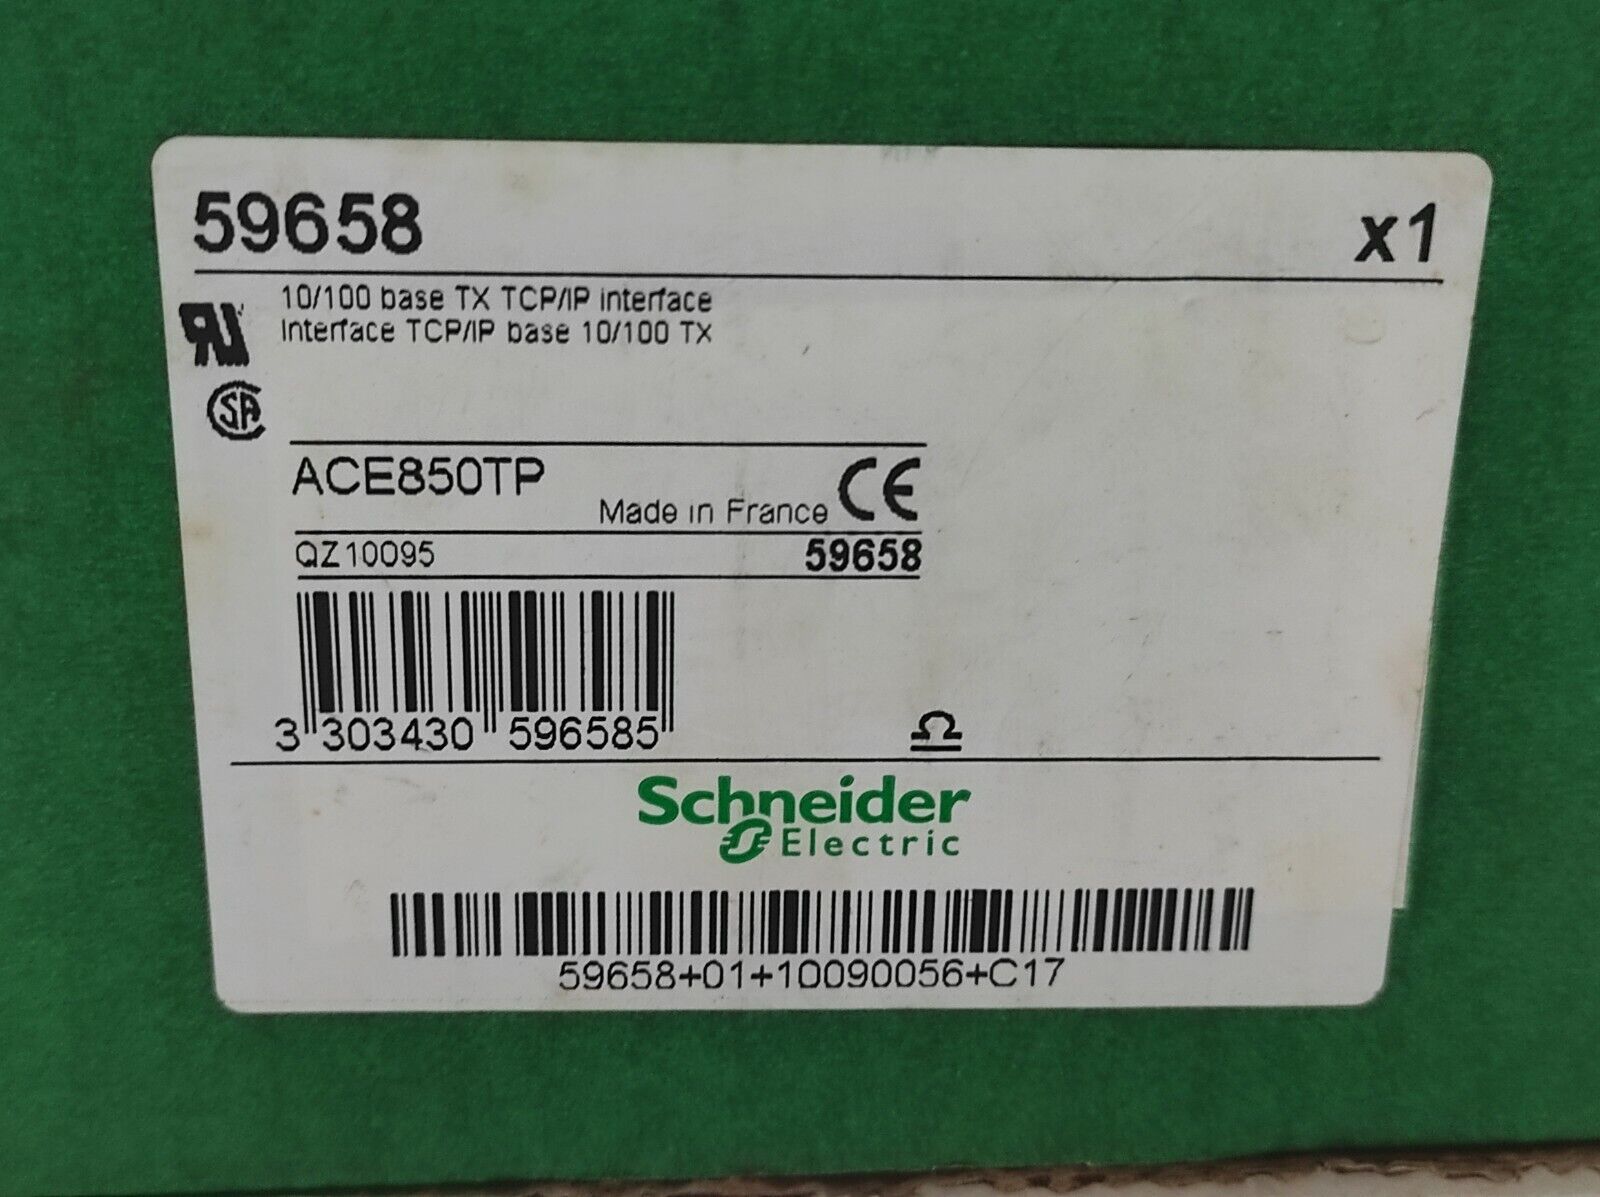 59658 x1
10/100 base TX TCP/IP interface
Interface TCP/IP base 10/100 TX
ACE850TP
Made in France CE
QZ10095 59658
3 303430 596585
Schneider
Electric
59658+01+10090056+C17